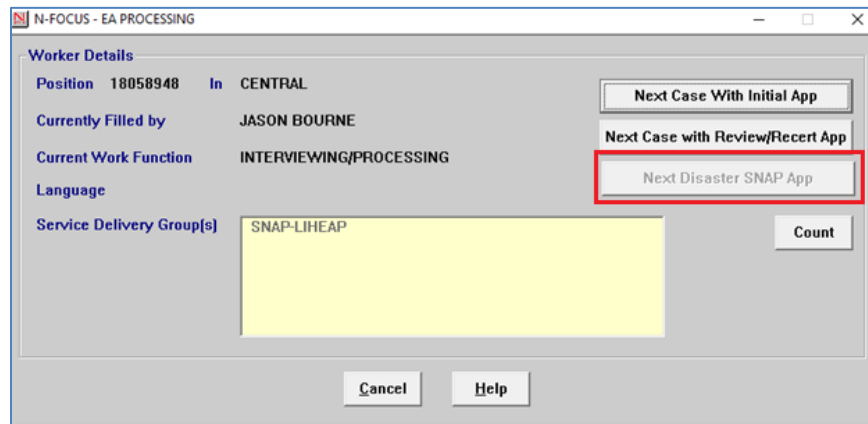 N-FOCUS - EA PROCESSING
Worker Details
Position 18058948 In CENTRAL
Currently Filled by JASON BOURNE
Current Work Function INTERVIEWING/PROCESSING
Language
Service Delivery Group(s) SNAP-LIHEAP
Next Case With Initial App
Next Case with Review/Recert App
Next Disaster SNAP App
Count
Cancel Help